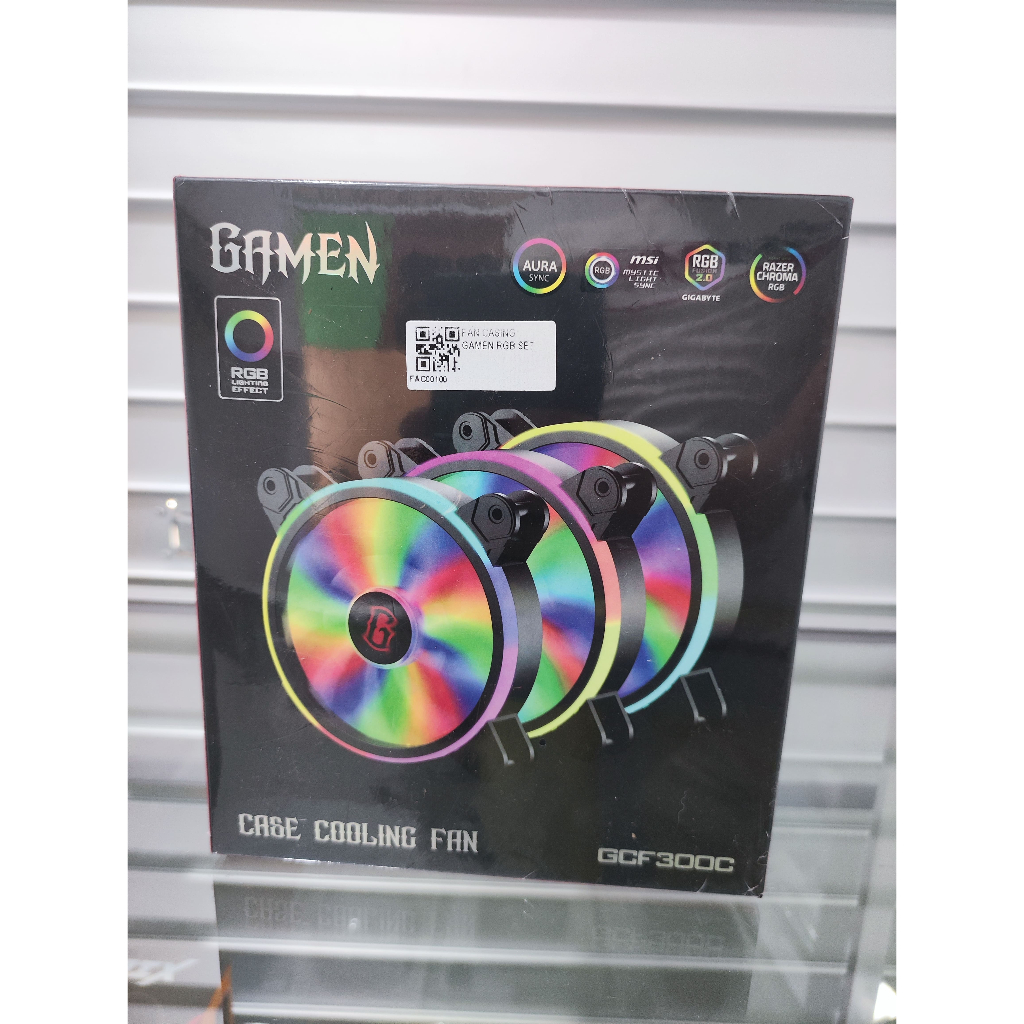 GAMEN
AURA
SYNC
RGB
msi
MYSTIC
LIGHT
SYNC
RGB
FUSION
2.0
GIGABYTE
RAZER
CHROMA
RGB
RGB
LIGHTING
EFFECT
FAN CASING
GAMEN RGB SET
FAC00100
G
CASE COOLING FAN
GCF300C